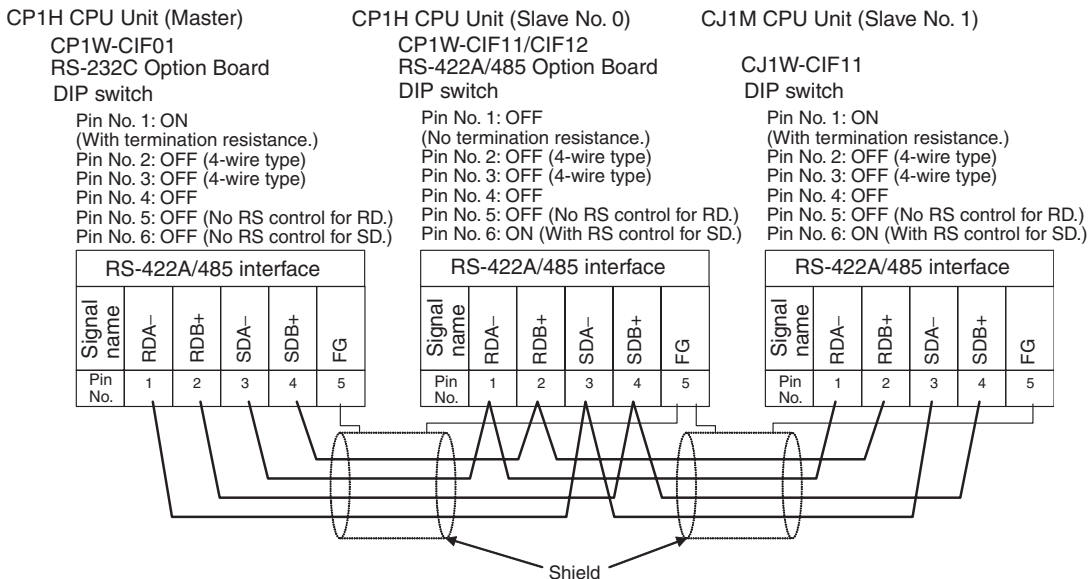 CP1H CPU Unit (Master)
CP1W-CIF01
RS-232C Option Board
DIP switch
Pin No. 1: ON
(With termination resistance.)
Pin No. 2: OFF (4-wire type)
Pin No. 3: OFF (4-wire type)
Pin No. 4: OFF
Pin No. 5: OFF (No RS control for RD.)
Pin No. 6: OFF (No RS control for SD.)
RS-422A/485 interface
Signal name RDA− RDB+ SDA− SDB+ FG
Pin No. 1 2 3 4 5
CP1H CPU Unit (Slave No. 0)
CP1W-CIF11/CIF12
RS-422A/485 Option Board
DIP switch
Pin No. 1: OFF
(No termination resistance.)
Pin No. 2: OFF (4-wire type)
Pin No. 3: OFF (4-wire type)
Pin No. 4: OFF
Pin No. 5: OFF (No RS control for RD.)
Pin No. 6: ON (With RS control for SD.)
RS-422A/485 interface
Signal name RDA− RDB+ SDA− SDB+ FG
Pin No. 1 2 3 4 5
CJ1M CPU Unit (Slave No. 1)
CJ1W-CIF11
DIP switch
Pin No. 1: ON
(With termination resistance.)
Pin No. 2: OFF (4-wire type)
Pin No. 3: OFF (4-wire type)
Pin No. 4: OFF
Pin No. 5: OFF (No RS control for RD.)
Pin No. 6: ON (With RS control for SD.)
RS-422A/485 interface
Signal name RDA− RDB+ SDA− SDB+ FG
Pin No. 1 2 3 4 5
Shield